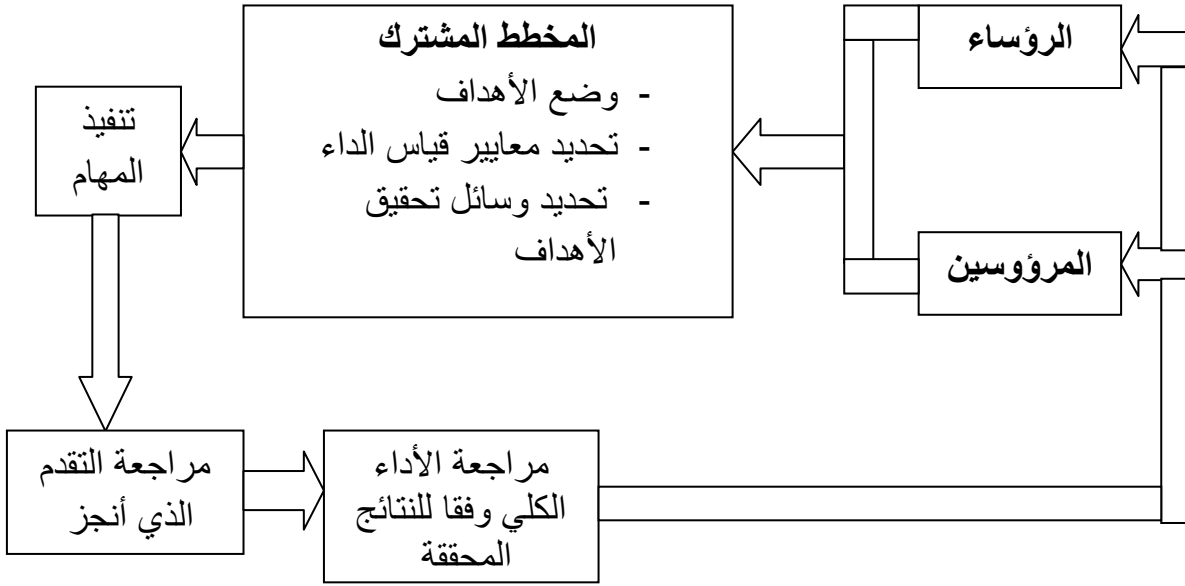 الرؤساء
المرؤوسين
المخطط المشترك
- وضع الأهداف
- تحديد معايير قياس الداء
- تحديد وسائل تحقيق
الأهداف
تنفيذ
المهام
مراجعة التقدم
الذي أنجز
مراجعة الأداء
الكلي وفقا للنتائج
المحققة